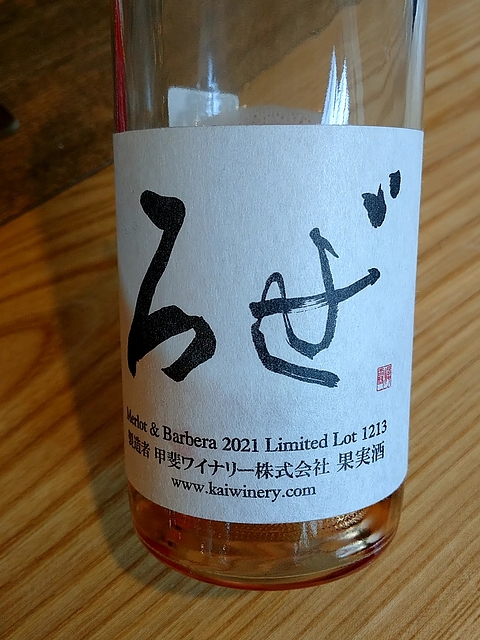 ろぜ
Merlot & Barbera 2021 Limited Lot 1213
製造者 甲斐ワイナリー株式会社 果実酒
www.kaiwinery.com